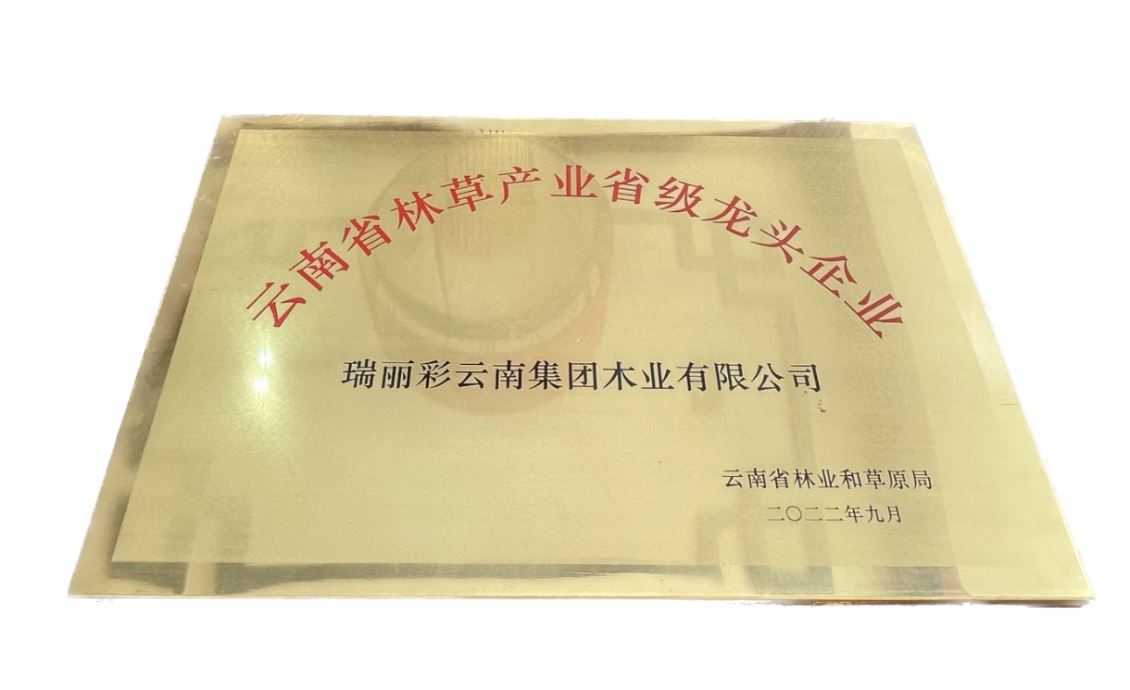 云南省林草产业省级龙头企业
瑞丽彩云南集团木业有限公司
云南省林业和草原局
二〇二二年九月